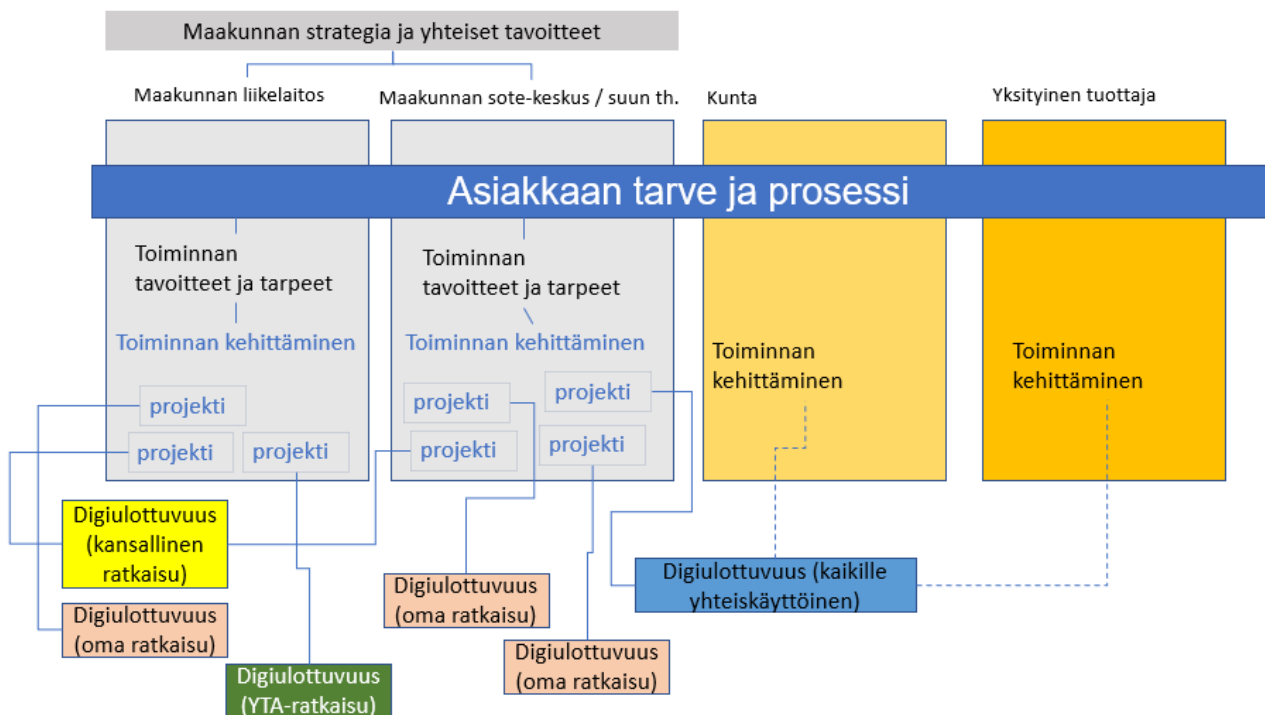 Maakunnan strategia ja yhteiset tavoitteet
Maakunnan liikelaitos
Maakunnan sote-keskus / suun th.
Kunta
Yksityinen tuottaja
Asiakkaan tarve ja prosessi
Toiminnan
tavoitteet ja tarpeet
Toiminnan kehittäminen
projekti
projekti
projekti
Toiminnan
tavoitteet ja tarpeet
Toiminnan kehittäminen
projekti
projekti
projekti
projekti
Toiminnan
kehittäminen
Toiminnan
kehittäminen
Digiulottuvuus
(kansallinen
ratkaisu)
Digiulottuvuus
(oma ratkaisu)
Digiulottuvuus
(YTA-ratkaisu)
Digiulottuvuus
(oma ratkaisu)
Digiulottuvuus
(oma ratkaisu)
Digiulottuvuus (kaikille
yhteiskäyttöinen)